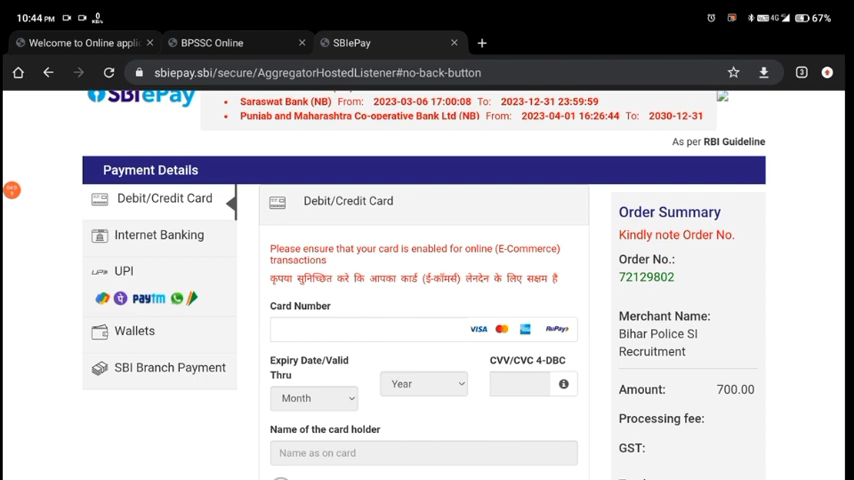 10:44 PM
0
KB/s
4G
67%
Welcome to Online applic
BPSSC Online
SBIePay
sbiepay.sbi/secure/AggregatorHostedListener#no-back-button
3
SBIePay
Saraswat Bank (NB) From: 2023-03-06 17:00:08 To: 2023-12-31 23:59:59
Punjab and Maharashtra Co-operative Bank Ltd (NB) From: 2023-04-01 16:26:44 To: 2030-12-31
As per RBI Guideline
Payment Details
Debit/Credit Card
Internet Banking
UPI
paytm
Wallets
SBI Branch Payment
Debit/Credit Card
Please ensure that your card is enabled for online (E-Commerce)
transactions
कृपया सुनिश्चित करे कि आपका कार्ड (ई-कॉमर्स) लेनदेन के लिए सक्षम हैं
Card Number
VISA
RuPay
Expiry Date/Valid
Thru
CVV/CVC 4-DBC
Month
Year
Name of the card holder
Name as on card
Order Summary
Kindly note Order No.
Order No.:
72129802
Merchant Name:
Bihar Police SI
Recruitment
Amount: 700.00
Processing fee:
GST: